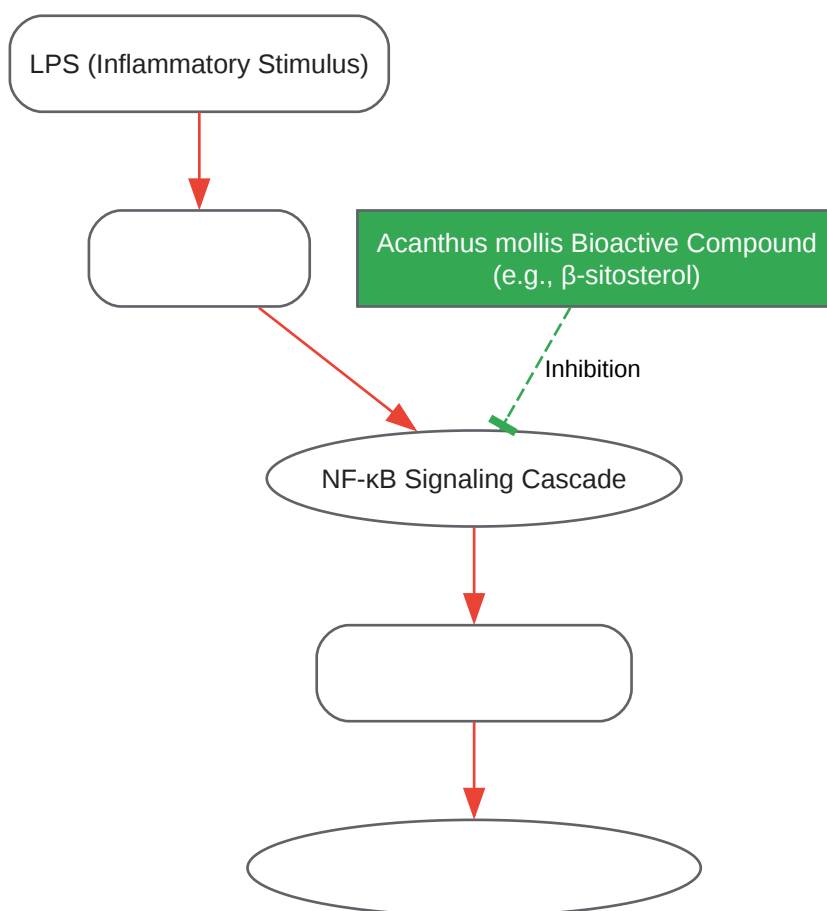 LPS (Inflammatory Stimulus)
Acanthus mollis Bioactive Compound
(e.g., β-sitosterol)
Inhibition
NF-κB Signaling Cascade